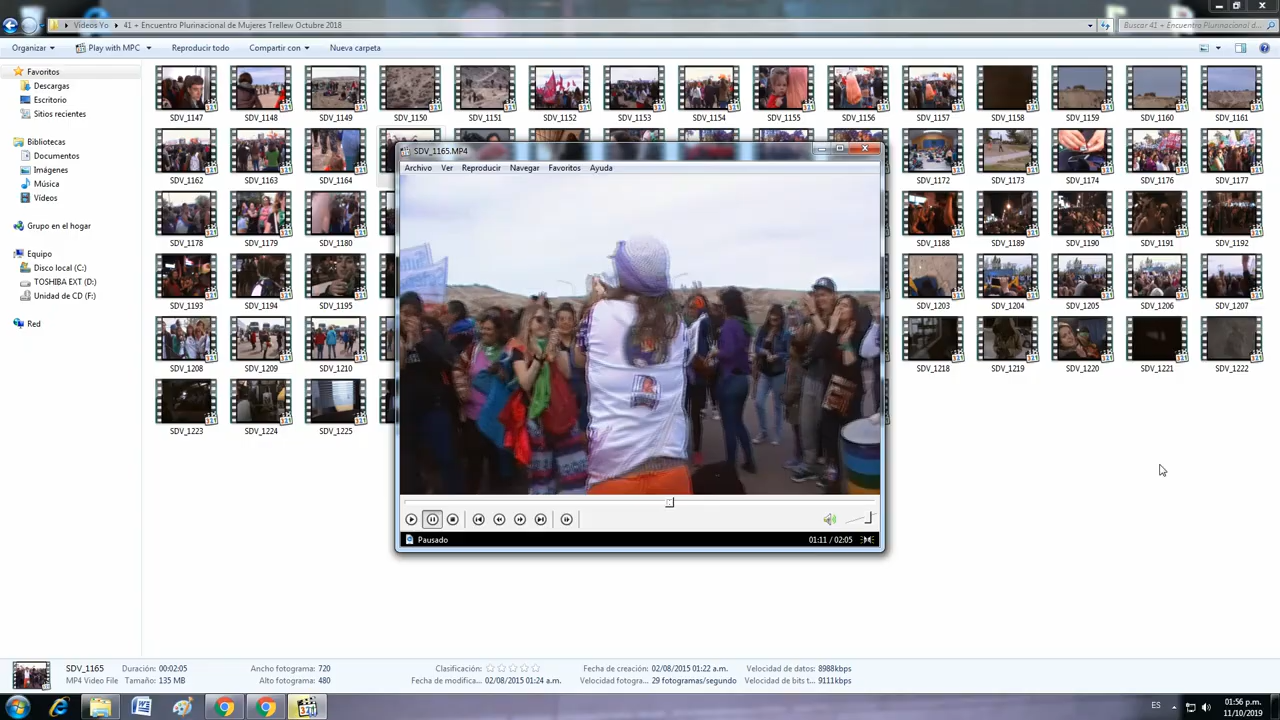 Videos Yo ▸ 41 + Encuentro Plurinacional de Mujeres Trellew Octubre 2018
Buscar 41 + Encuentro Plurinacional d...
Organizar Play with MPC Reproducir todo Compartir con Nueva carpeta
Favoritos
Descargas
Escritorio
Sitios recientes
Bibliotecas
Documentos
Imágenes
Música
Vídeos
Grupo en el hogar
Equipo
Disco local (C:)
TOSHIBA EXT (D:)
Unidad de CD (F:)
Red
SDV_1147 SDV_1148 SDV_1149 SDV_1150 SDV_1151 SDV_1152 SDV_1153 SDV_1154 SDV_1155 SDV_1156 SDV_1157 SDV_1158 SDV_1159 SDV_1160 SDV_1161
SDV_1162 SDV_1163 SDV_1164 SDV_1172 SDV_1173 SDV_1174 SDV_1176 SDV_1177
SDV_1178 SDV_1179 SDV_1180 SDV_1188 SDV_1189 SDV_1190 SDV_1191 SDV_1192
SDV_1193 SDV_1194 SDV_1195 SDV_1203 SDV_1204 SDV_1205 SDV_1206 SDV_1207
SDV_1208 SDV_1209 SDV_1210 SDV_1218 SDV_1219 SDV_1220 SDV_1221 SDV_1222
SDV_1223 SDV_1224 SDV_1225
SDV_1165.MP4
Archivo Ver Reproducir Navegar Favoritos Ayuda
Pausado 01:11 / 02:05
SDV_1165 Duración: 00:02:05 Ancho fotograma: 720 Clasificación: Fecha de creación: 02/08/2015 01:22 a.m. Velocidad de datos: 8988kbps
MP4 Video File Tamaño: 135 MB Alto fotograma: 480 Fecha de modifica... 02/08/2015 01:24 a.m. Velocidad fotogra... 29 fotogramas/segundo Velocidad de bits t... 9111kbps
ES 01:56 p.m.
11/10/2019